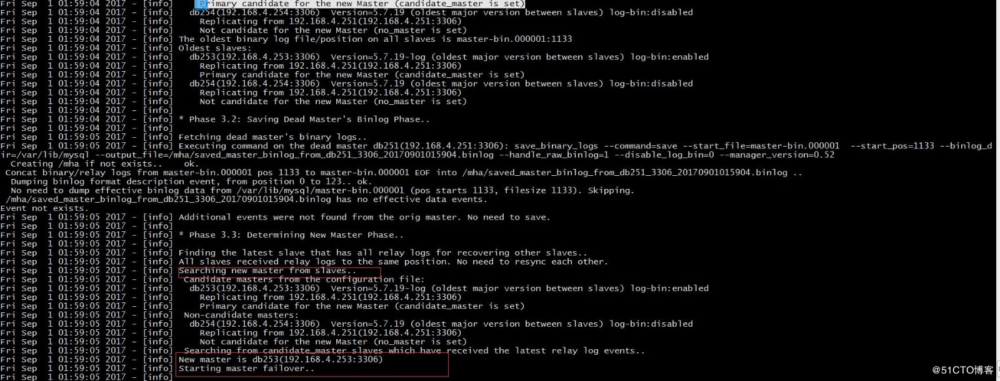 Fri Sep  1 01:59:04 2017 - [info]     Primary candidate for the new Master (candidate_master is set)
Fri Sep  1 01:59:04 2017 - [info]   db254(192.168.4.254:3306)  Version=5.7.19 (oldest major version between slaves) log-bin:disabled
Fri Sep  1 01:59:04 2017 - [info]     Replicating from 192.168.4.251(192.168.4.251:3306)
Fri Sep  1 01:59:04 2017 - [info]     Not candidate for the new Master (no_master is set)
Fri Sep  1 01:59:04 2017 - [info] The oldest binary log file/position on all slaves is master-bin.000001:1133
Fri Sep  1 01:59:04 2017 - [info] Oldest slaves:
Fri Sep  1 01:59:04 2017 - [info]   db253(192.168.4.253:3306)  Version=5.7.19-log (oldest major version between slaves) log-bin:enabled
Fri Sep  1 01:59:04 2017 - [info]     Replicating from 192.168.4.251(192.168.4.251:3306)
Fri Sep  1 01:59:04 2017 - [info]     Primary candidate for the new Master (candidate_master is set)
Fri Sep  1 01:59:04 2017 - [info]   db254(192.168.4.254:3306)  Version=5.7.19 (oldest major version between slaves) log-bin:disabled
Fri Sep  1 01:59:04 2017 - [info]     Replicating from 192.168.4.251(192.168.4.251:3306)
Fri Sep  1 01:59:04 2017 - [info]     Not candidate for the new Master (no_master is set)
Fri Sep  1 01:59:04 2017 - [info]
Fri Sep  1 01:59:04 2017 - [info] * Phase 3.2: Saving Dead Master's Binlog Phase..
Fri Sep  1 01:59:04 2017 - [info]
Fri Sep  1 01:59:05 2017 - [info] Fetching dead master's binary logs..
Fri Sep  1 01:59:05 2017 - [info] Executing command on the dead master db251(192.168.4.251:3306): save_binary_logs --command=save --start_file=master-bin.000001  --start_pos=1133 --binlog_d
ir=/var/lib/mysql --output_file=/mha/saved_master_binlog_from_db251_3306_20170901015904.binlog --handle_raw_binlog=1 --disable_log_bin=0 --manager_version=0.52
  Creating /mha if not exists..    ok.
 Concat binary/relay logs from master-bin.000001 pos 1133 to master-bin.000001 EOF into /mha/saved_master_binlog_from_db251_3306_20170901015904.binlog ..
  Dumping binlog format description event, from position 0 to 123.. ok.
  No need to dump effective binlog data from /var/lib/mysql/master-bin.000001 (pos starts 1133, filesize 1133). Skipping.
 /mha/saved_master_binlog_from_db251_3306_20170901015904.binlog has no effective data events.
Event not exists.
Fri Sep  1 01:59:05 2017 - [info] Additional events were not found from the orig master. No need to save.
Fri Sep  1 01:59:05 2017 - [info]
Fri Sep  1 01:59:05 2017 - [info] * Phase 3.3: Determining New Master Phase..
Fri Sep  1 01:59:05 2017 - [info]
Fri Sep  1 01:59:05 2017 - [info] Finding the latest slave that has all relay logs for recovering other slaves..
Fri Sep  1 01:59:05 2017 - [info] All slaves received relay logs to the same position. No need to resync each other.
Fri Sep  1 01:59:05 2017 - [info] Searching new master from slaves..
Fri Sep  1 01:59:05 2017 - [info]  Candidate masters from the configuration file:
Fri Sep  1 01:59:05 2017 - [info]   db253(192.168.4.253:3306)  Version=5.7.19-log (oldest major version between slaves) log-bin:enabled
Fri Sep  1 01:59:05 2017 - [info]     Replicating from 192.168.4.251(192.168.4.251:3306)
Fri Sep  1 01:59:05 2017 - [info]     Primary candidate for the new Master (candidate_master is set)
Fri Sep  1 01:59:05 2017 - [info]  Non-candidate masters:
Fri Sep  1 01:59:05 2017 - [info]   db254(192.168.4.254:3306)  Version=5.7.19 (oldest major version between slaves) log-bin:disabled
Fri Sep  1 01:59:05 2017 - [info]     Replicating from 192.168.4.251(192.168.4.251:3306)
Fri Sep  1 01:59:05 2017 - [info]     Not candidate for the new Master (no_master is set)
Fri Sep  1 01:59:05 2017 - [info]  Searching from candidate_master slaves which have received the latest relay log events..
Fri Sep  1 01:59:05 2017 - [info] New master is db253(192.168.4.253:3306)
Fri Sep  1 01:59:05 2017 - [info] Starting master failover..
Fri Sep  1 01:59:05 2017 - [info]
@51CTO博客